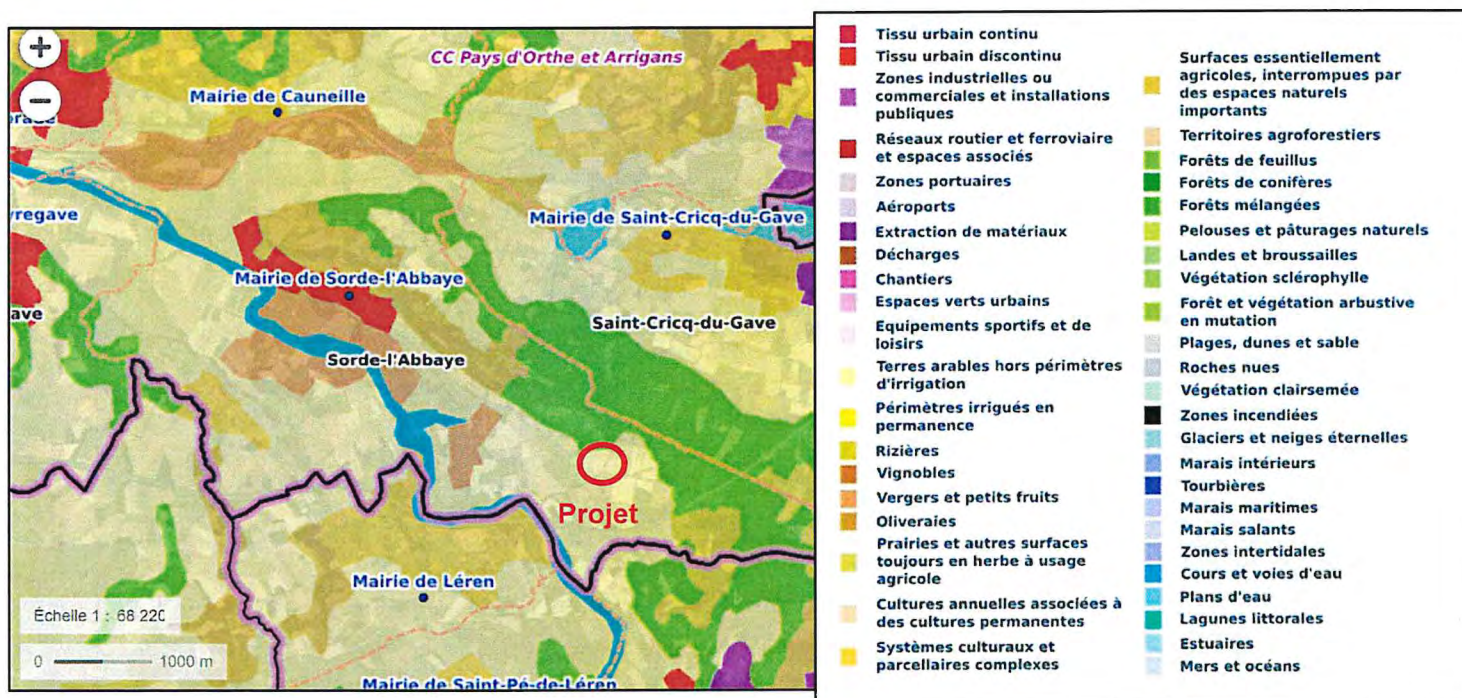 +
CC Pays d'Orthe et Arrigans
−
Mairie de Cauneille
Mairie de Saint-Cricq-du-Gave
Mairie de Sorde-l'Abbaye
ave
Saint-Cricq-du-Gave
Sorde-l'Abbaye
Projet
Mairie de Léren
Échelle 1 : 68 220
0 1000 m
Mairie de Saint-Pé-de-Léren
Tissu urbain continu
Tissu urbain discontinu
Zones industrielles ou
commerciales et installations
publiques
Réseaux routier et ferroviaire
et espaces associés
Zones portuaires
Aéroports
Extraction de matériaux
Décharges
Chantiers
Espaces verts urbains
Equipements sportifs et de
loisirs
Terres arables hors périmètres
d'irrigation
Périmètres irrigués en
permanence
Rizières
Vignobles
Vergers et petits fruits
Oliveraies
Prairies et autres surfaces
toujours en herbe à usage
agricole
Cultures annuelles associées à
des cultures permanentes
Systèmes culturaux et
parcellaires complexes
Surfaces essentiellement
agricoles, interrompues par
des espaces naturels
importants
Territoires agroforestiers
Forêts de feuillus
Forêts de conifères
Forêts mélangées
Pelouses et pâturages naturels
Landes et broussailles
Végétation sclérophylle
Forêt et végétation arbustive
en mutation
Plages, dunes et sable
Roches nues
Végétation clairsemée
Zones incendiées
Glaciers et neiges éternelles
Marais intérieurs
Tourbières
Marais maritimes
Marais salants
Zones intertidales
Cours et voies d'eau
Plans d'eau
Lagunes littorales
Estuaires
Mers et océans